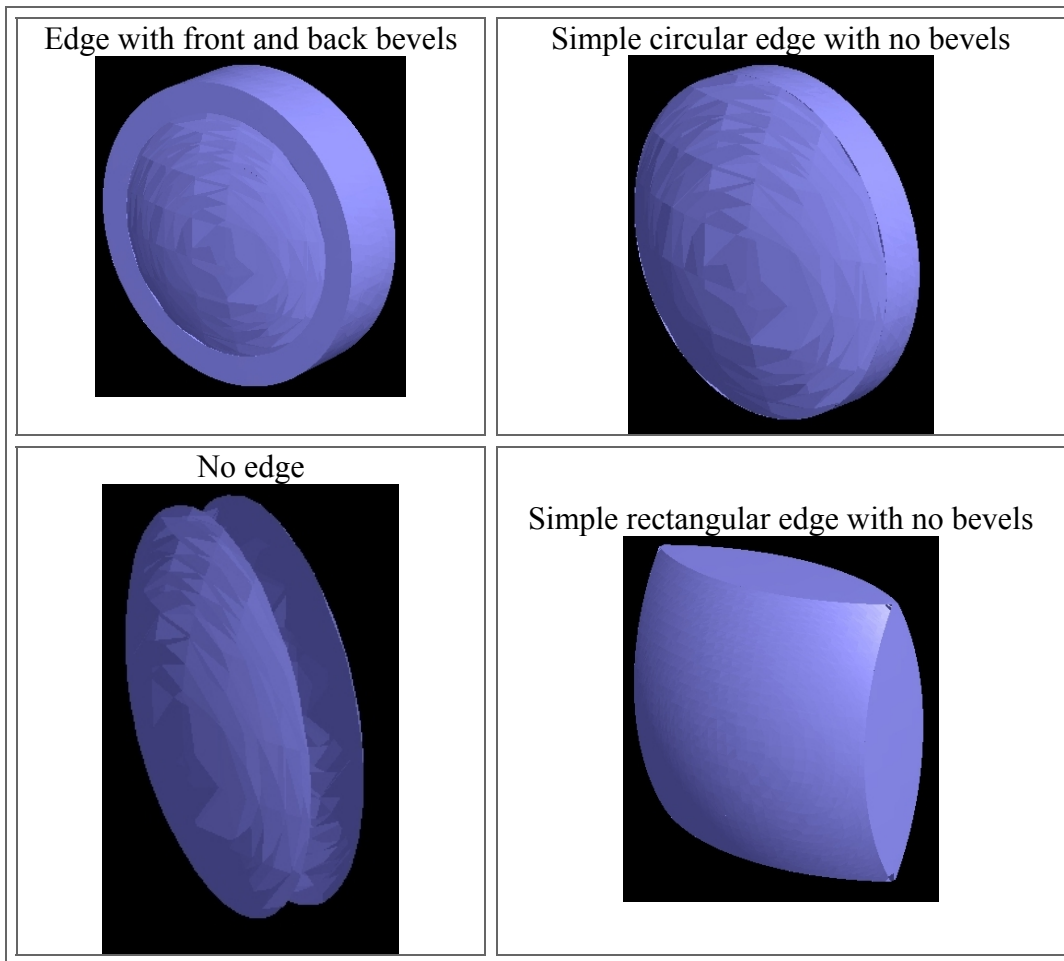 Edge with front and back bevels
Simple circular edge with no bevels
No edge
Simple rectangular edge with no bevels